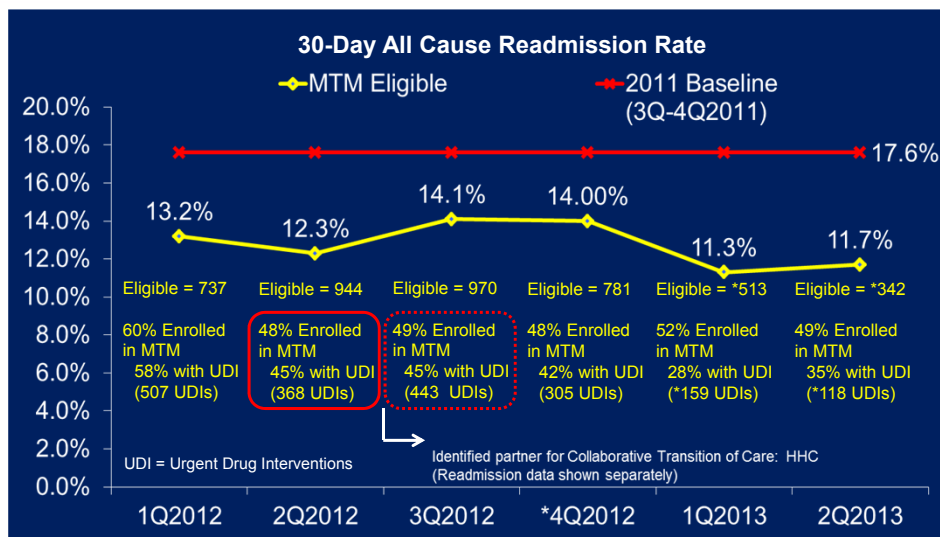 30-Day All Cause Readmission Rate
MTM Eligible
2011 Baseline
(3Q-4Q2011)
20.0%
18.0%
16.0%
14.0%
12.0%
10.0%
8.0%
6.0%
4.0%
2.0%
0.0%
17.6%
13.2%
12.3%
14.1%
14.00%
11.3%
11.7%
Eligible = 737
Eligible = 944
Eligible = 970
Eligible = 781
Eligible = *513
Eligible = *342
60% Enrolled
in MTM
58% with UDI
(507 UDIs)
48% Enrolled
in MTM
45% with UDI
(368 UDIs)
49% Enrolled
in MTM
45% with UDI
(443 UDIs)
48% Enrolled
in MTM
42% with UDI
(305 UDIs)
52% Enrolled
in MTM
28% with UDI
(*159 UDIs)
49% Enrolled
in MTM
35% with UDI
(*118 UDIs)
UDI = Urgent Drug Interventions
Identified partner for Collaborative Transition of Care: HHC
(Readmission data shown separately)
1Q2012
2Q2012
3Q2012
*4Q2012
1Q2013
2Q2013